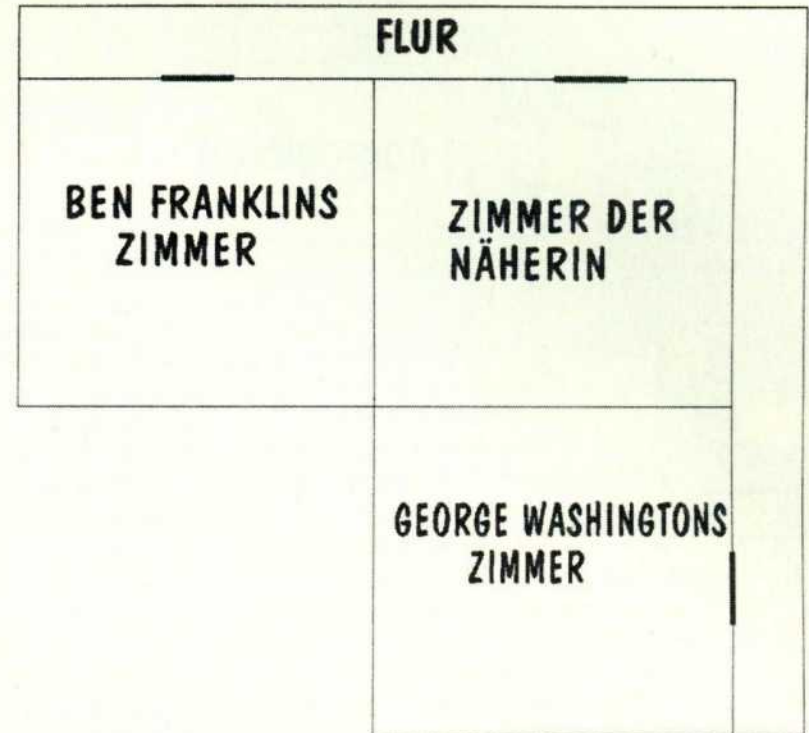 FLUR
BEN FRANKLINS
ZIMMER
ZIMMER DER
NÄHERIN
GEORGE WASHINGTONS
ZIMMER